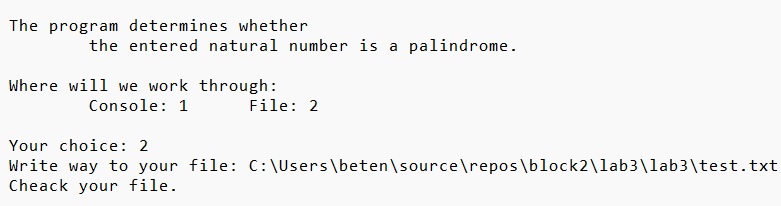 The program determines whether
the entered natural number is a palindrome.
Where will we work through:
Console: 1 File: 2
Your choice: 2
Write way to your file: C:\Users\beten\source\repos\block2\lab3\lab3\test.txt
Cheack your file.